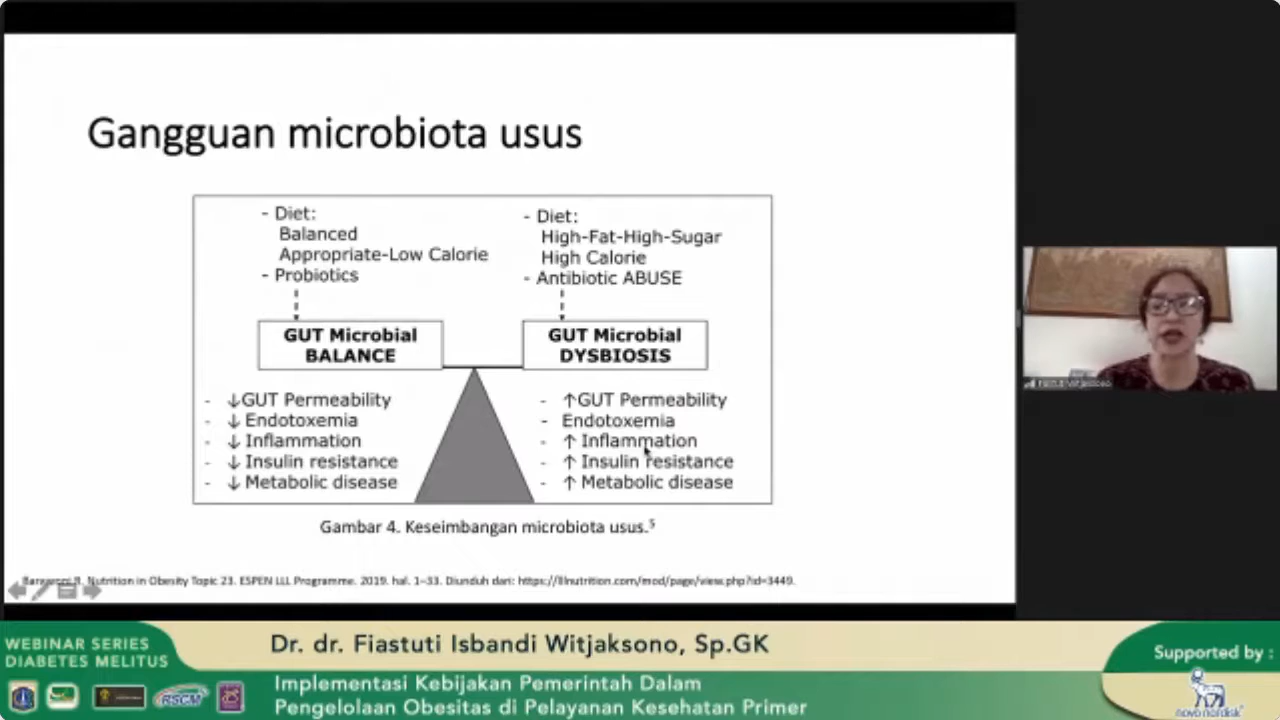 Gangguan microbiota usus
- Diet:
Balanced
Appropriate-Low Calorie
- Probiotics
- Diet:
High-Fat-High-Sugar
High Calorie
- Antibiotic ABUSE
GUT Microbial
BALANCE
GUT Microbial
DYSBIOSIS
- ↓GUT Permeability
- ↓ Endotoxemia
- ↓ Inflammation
- ↓ Insulin resistance
- ↓ Metabolic disease
- ↑GUT Permeability
- Endotoxemia
- ↑ Inflammation
- ↑ Insulin resistance
- ↑ Metabolic disease
Gambar 4. Keseimbangan microbiota usus.⁵
Nutrition in Obesity Topic 23. ESPEN LLL Programme. 2019. hal. 1–33. Diunduh dari: https://lllnutrition.com/mod/page/view.php?id=3449.
WEBINAR SERIES
DIABETES MELITUS
Dr. dr. Fiastuti Isbandi Witjaksono, Sp.GK
Implementasi Kebijakan Pemerintah Dalam
Pengelolaan Obesitas di Pelayanan Kesehatan Primer
RSCM
Supported by :
novo nordisk